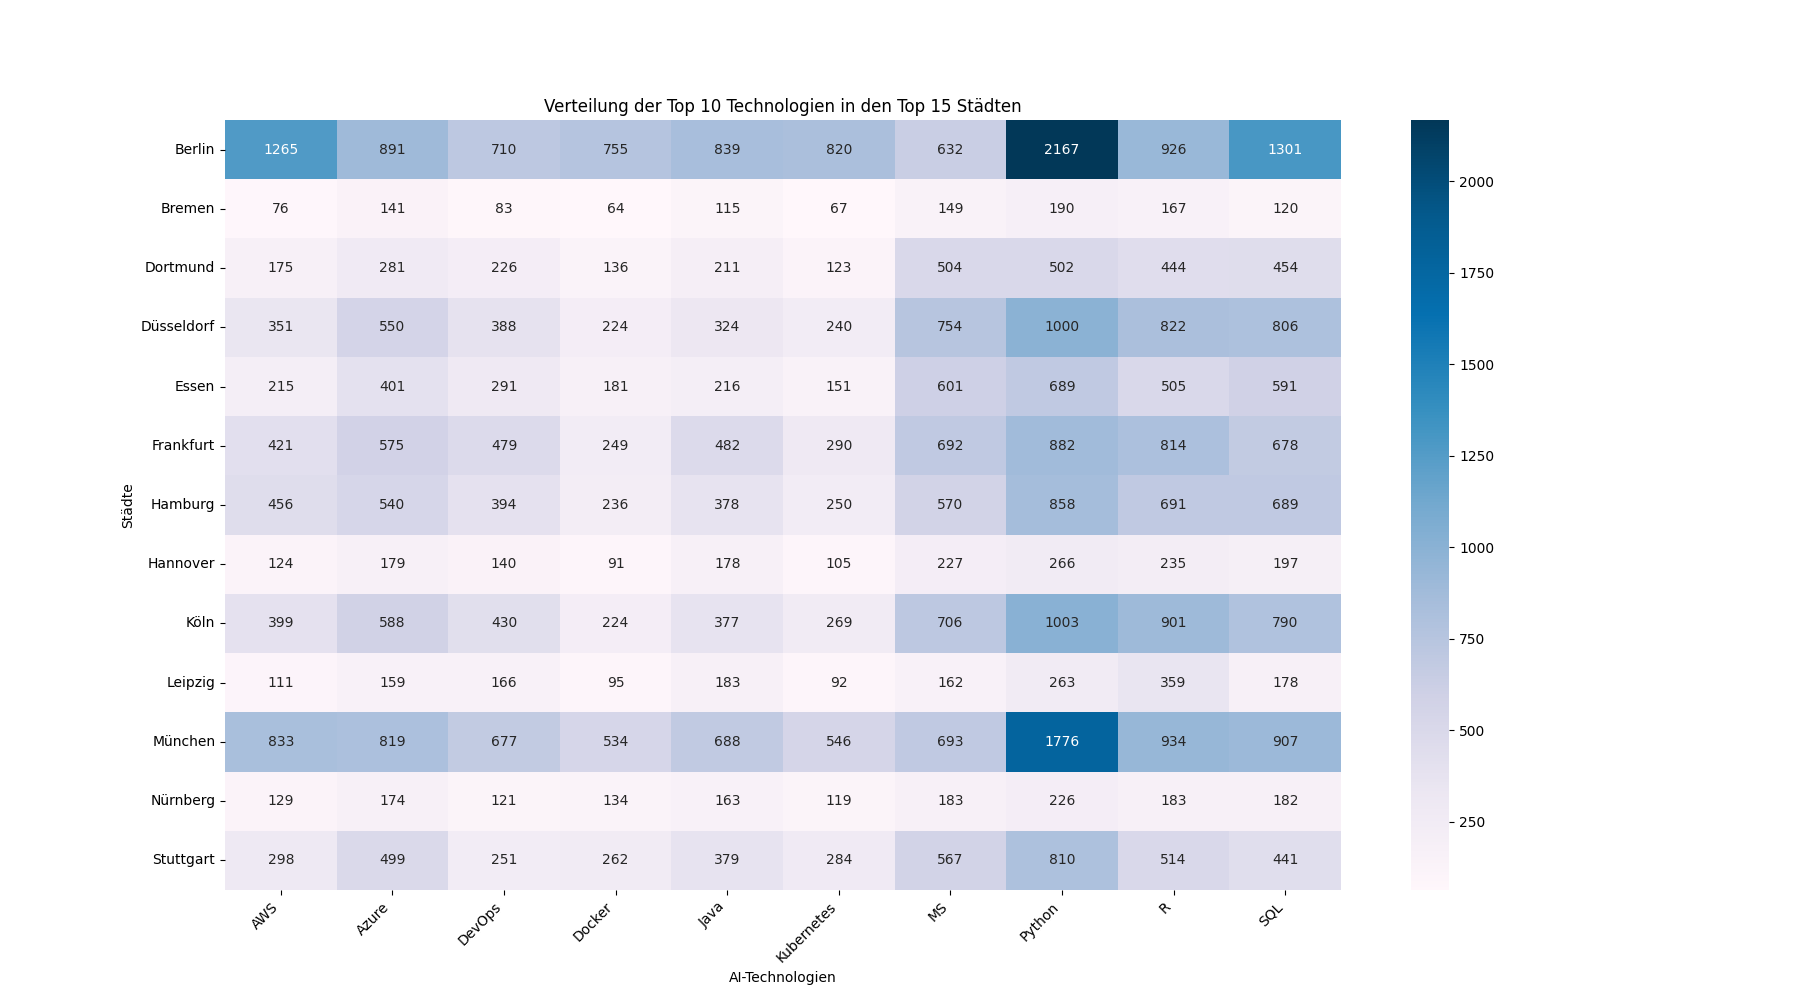 Verteilung der Top 10 Technologien in den Top 15 Städten
Berlin 1265 891 710 755 839 820 632 2167 926 1301
Bremen 76 141 83 64 115 67 149 190 167 120
Dortmund 175 281 226 136 211 123 504 502 444 454
Düsseldorf 351 550 388 224 324 240 754 1000 822 806
Essen 215 401 291 181 216 151 601 689 505 591
Frankfurt 421 575 479 249 482 290 692 882 814 678
Hamburg 456 540 394 236 378 250 570 858 691 689
Hannover 124 179 140 91 178 105 227 266 235 197
Köln 399 588 430 224 377 269 706 1003 901 790
Leipzig 111 159 166 95 183 92 162 263 359 178
München 833 819 677 534 688 546 693 1776 934 907
Nürnberg 129 174 121 134 163 119 183 226 183 182
Stuttgart 298 499 251 262 379 284 567 810 514 441
Städte
AWS Azure DevOps Docker Java Kubernetes MS Python R SQL
AI-Technologien
2000
1750
1500
1250
1000
750
500
250